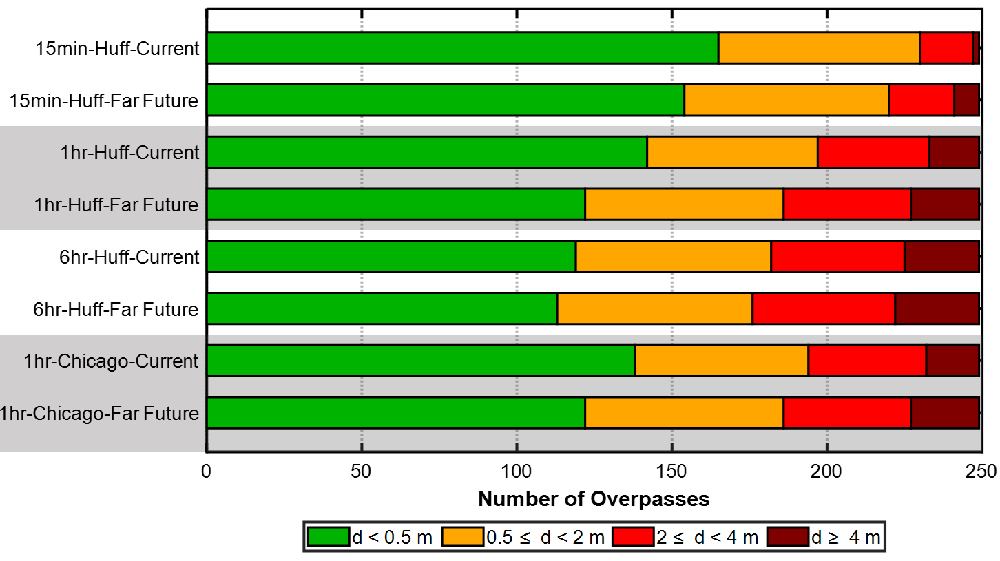 15min-Huff-Current
15min-Huff-Far Future
1hr-Huff-Current
1hr-Huff-Far Future
6hr-Huff-Current
6hr-Huff-Far Future
1hr-Chicago-Current
1hr-Chicago-Far Future
0 50 100 150 200 250
Number of Overpasses
d < 0.5 m 0.5 ≤ d < 2 m 2 ≤ d < 4 m d ≥ 4 m